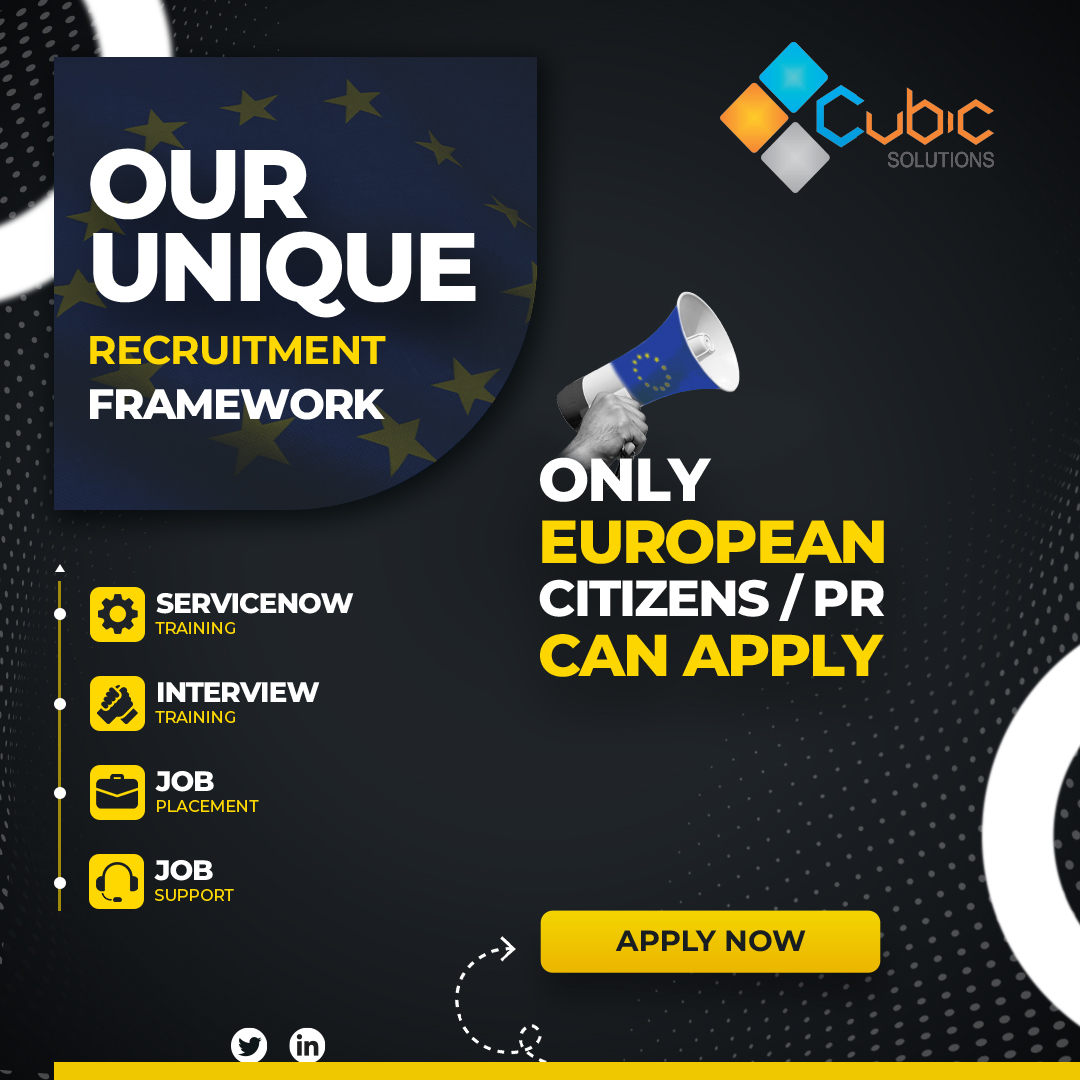 OUR
UNIQUE
RECRUITMENT
FRAMEWORK
Cubic
SOLUTIONS
ONLY
EUROPEAN
CITIZENS / PR
CAN APPLY
SERVICENOW
TRAINING
INTERVIEW
TRAINING
JOB
PLACEMENT
JOB
SUPPORT
APPLY NOW
in